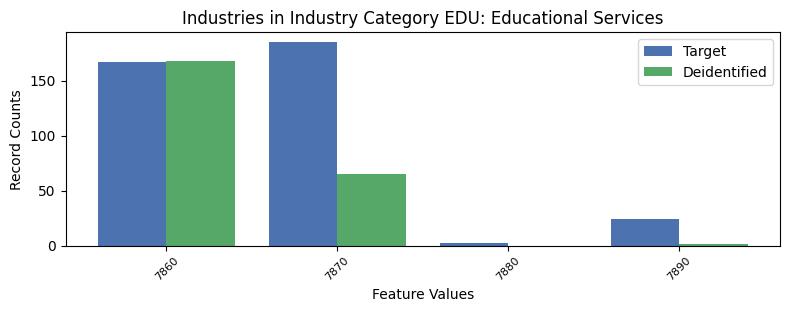 Industries in Industry Category EDU: Educational Services
Target
Deidentified
Record Counts
150
100
50
0
7860
7870
7880
7890
Feature Values